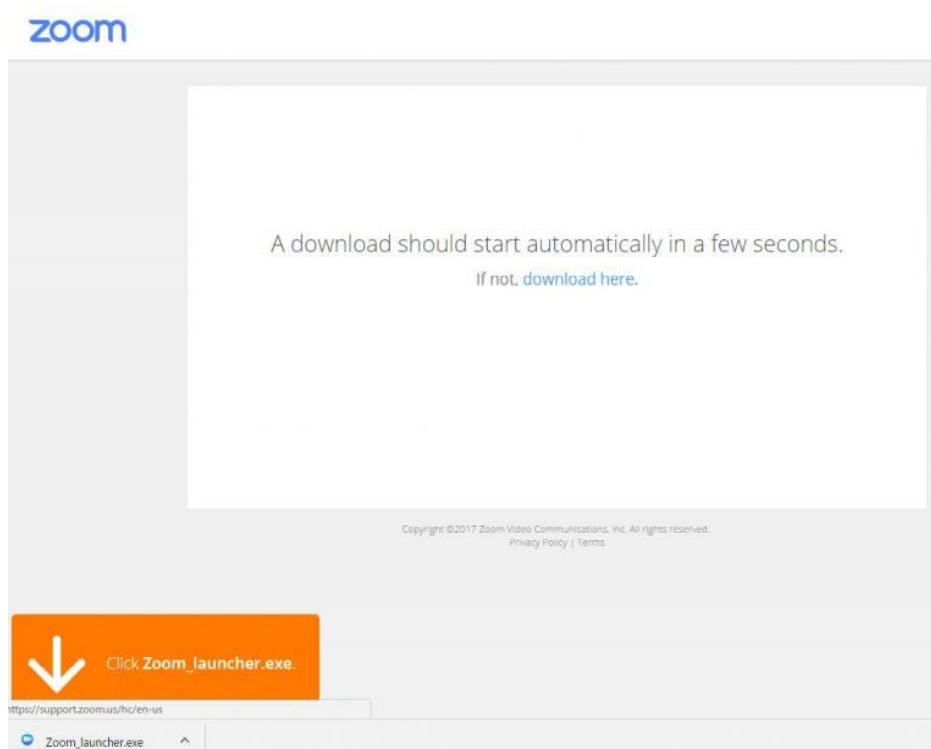 zoom
A download should start automatically in a few seconds.
If not, download here.
Copyright ©2017 Zoom Video Communications, Inc. All rights reserved.
Privacy Policy | Terms
Click Zoom_launcher.exe.
https://support.zoom.us/hc/en-us
Zoom_launcher.exe